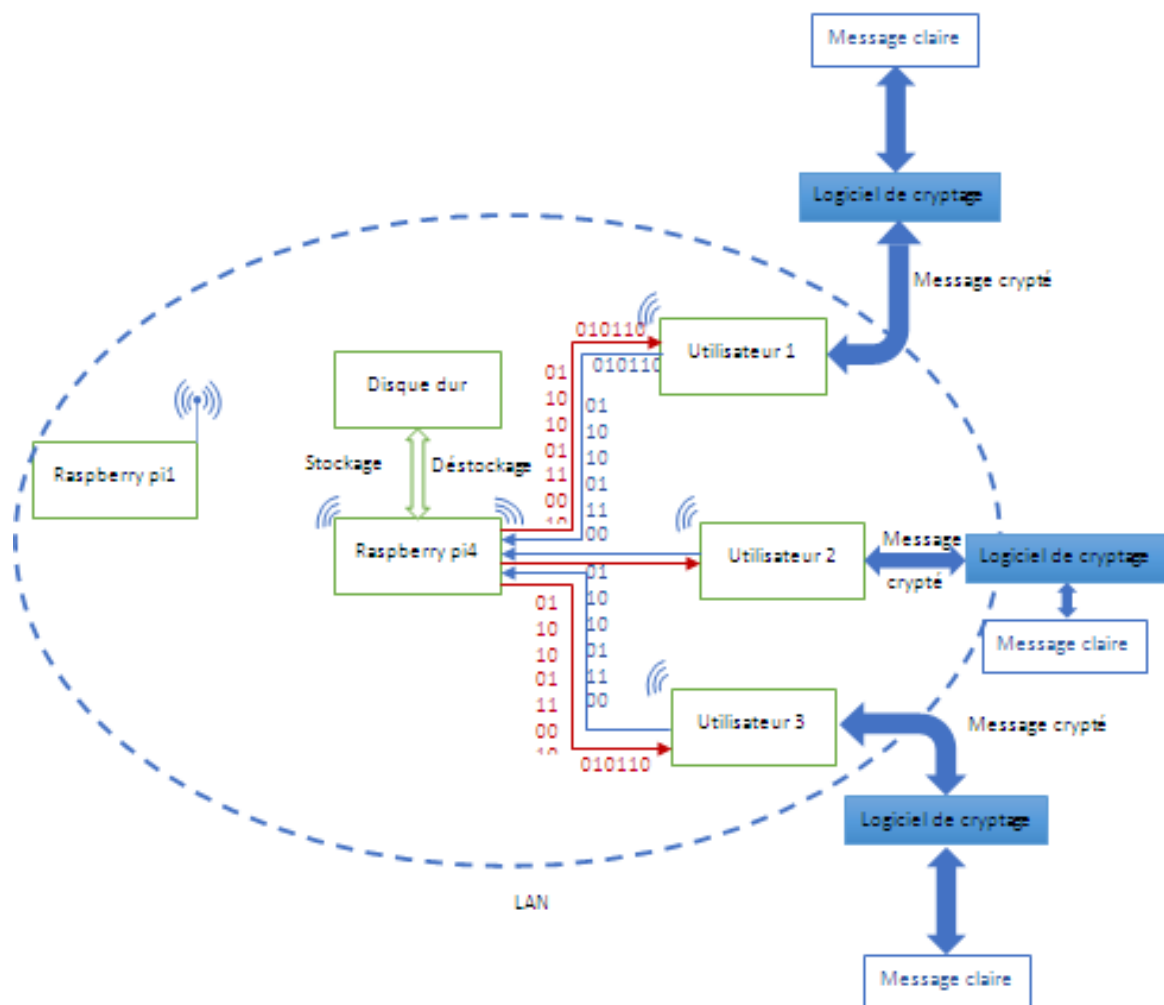 Message claire
Logiciel de cryptage
Message crypté
010110
Utilisateur 1
010110
01
10
10
01
11
00
10
01
10
10
01
11
00
Disque dur
Stockage
Déstockage
Raspberry pi1
Raspberry pi4
Utilisateur 2
Message
crypté
Logiciel de cryptage
Message claire
01
10
10
01
11
00
10
01
10
10
01
11
00
Utilisateur 3
010110
Message crypté
Logiciel de cryptage
LAN
Message claire